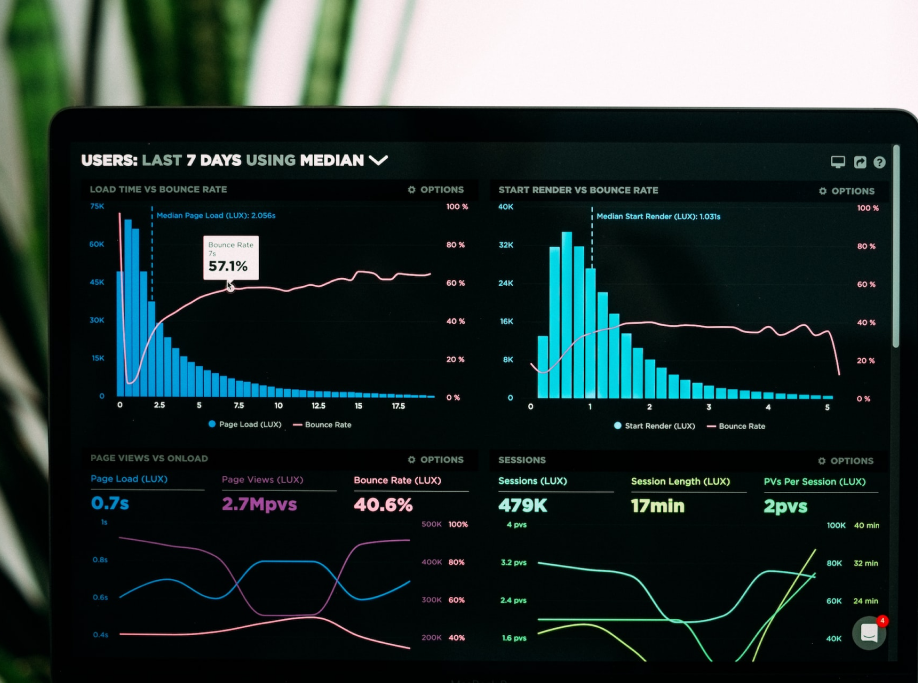 USERS: LAST 7 DAYS USING MEDIAN
LOAD TIME VS BOUNCE RATE
OPTIONS
75K
60K
45K
30K
15K
0
100 %
80 %
60 %
40 %
20 %
0 %
Median Page Load (LUX): 2.056s
Bounce Rate
7s
57.1%
0 2.5 5 7.5 10 12.5 15 17.5
Page Load (LUX) Bounce Rate
START RENDER VS BOUNCE RATE
OPTIONS
40K
32K
24K
16K
8K
0
100 %
80 %
60 %
40 %
20 %
0 %
Median Start Render (LUX): 1.031s
0 1 2 3 4 5
Start Render (LUX) Bounce Rate
PAGE VIEWS VS ONLOAD
OPTIONS
Page Load (LUX) Page Views (LUX) Bounce Rate (LUX)
0.7s 2.7Mpvs 40.6%
1s
0.8s
0.6s
0.4s
500K 100%
400K 80%
300K 60%
200K 40%
SESSIONS
OPTIONS
Sessions (LUX) Session Length (LUX) PVs Per Session (LUX)
479K 17min 2pvs
4 pvs
3.2 pvs
2.4 pvs
1.6 pvs
100K 40 min
80K 32 min
60K 24 min
40K
4